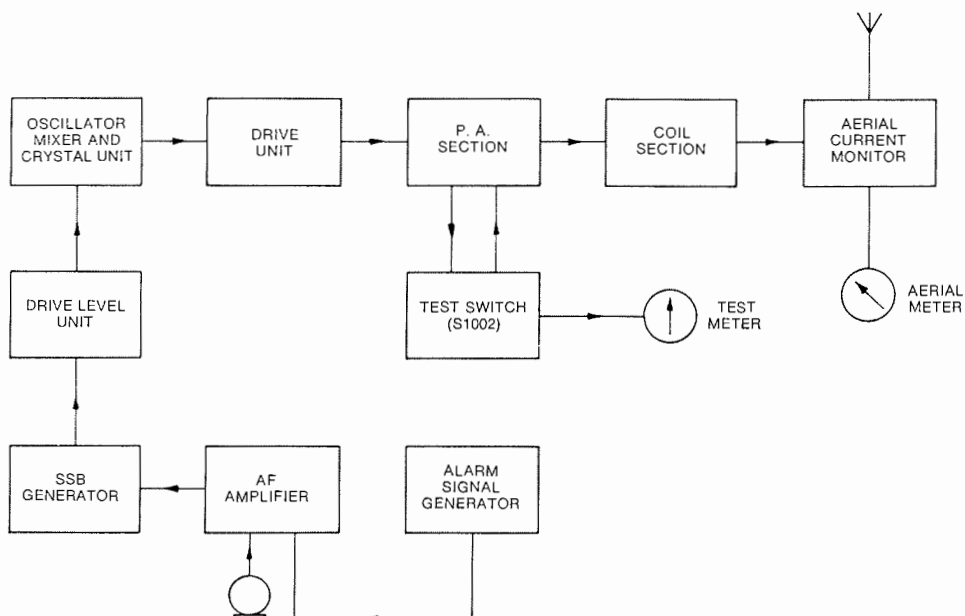 OSCILLATOR
MIXER AND
CRYSTAL UNIT
DRIVE
UNIT
P. A.
SECTION
COIL
SECTION
AERIAL
CURRENT
MONITOR
DRIVE LEVEL
UNIT
TEST SWITCH
(S1002)
TEST
METER
AERIAL
METER
SSB
GENERATOR
AF
AMPLIFIER
ALARM
SIGNAL
GENERATOR